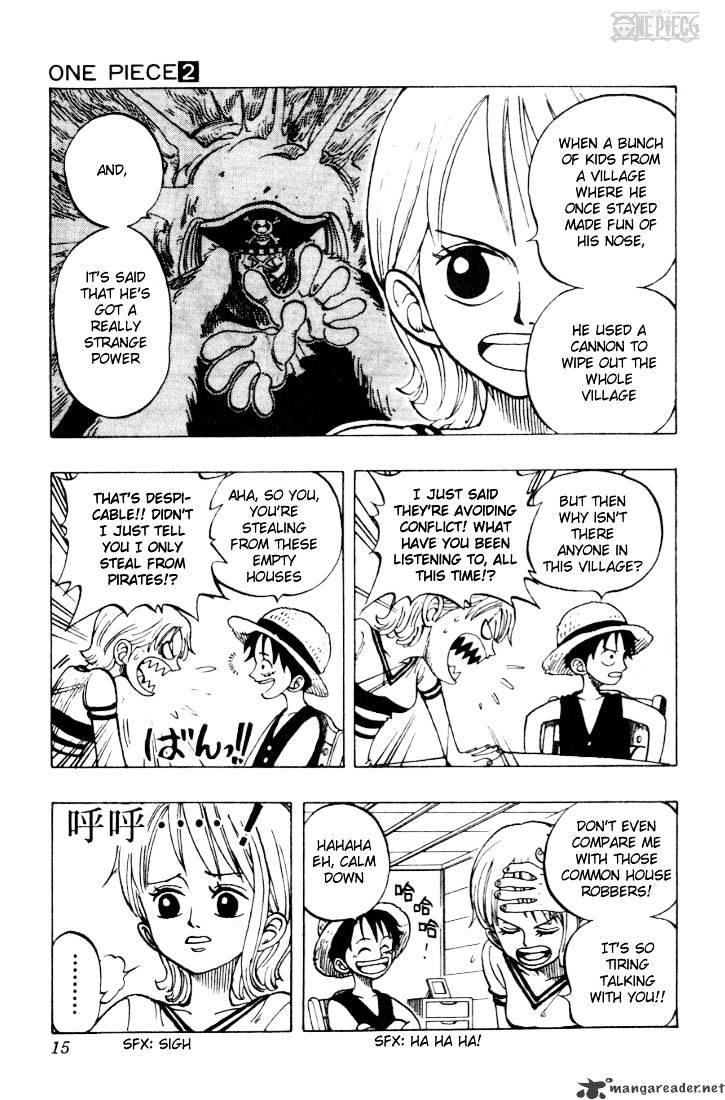 ONE PIECE
ONE PIECE 2
WHEN A BUNCH
OF KIDS FROM
A VILLAGE
WHERE HE
ONCE STAYED
MADE FUN OF
HIS NOSE,
HE USED A
CANNON TO
WIPE OUT THE
WHOLE
VILLAGE
AND,
IT'S SAID
THAT HE'S
GOT A
REALLY
STRANGE
POWER
BUT THEN
WHY ISN'T
THERE
ANYONE IN
THIS VILLAGE?
I JUST SAID
THEY'RE AVOIDING
CONFLICT! WHAT
HAVE YOU BEEN
LISTENING TO, ALL
THIS TIME!?
AHA, SO YOU,
YOU'RE
STEALING
FROM THESE
EMPTY
HOUSES
THAT'S DESPI-
CABLE!! DIDN'T
I JUST TELL
YOU I ONLY
STEAL FROM
PIRATES!?
ばんっ!!
DON'T EVEN
COMPARE ME
WITH THOSE
COMMON HOUSE
ROBBERS!
IT'S SO
TIRING
TALKING
WITH YOU!!
HAHAHA
EH, CALM
DOWN
哈哈哈!
SFX: HA HA HA!
呼呼‥‥!
........
SFX: SIGH
15
mangareader.net